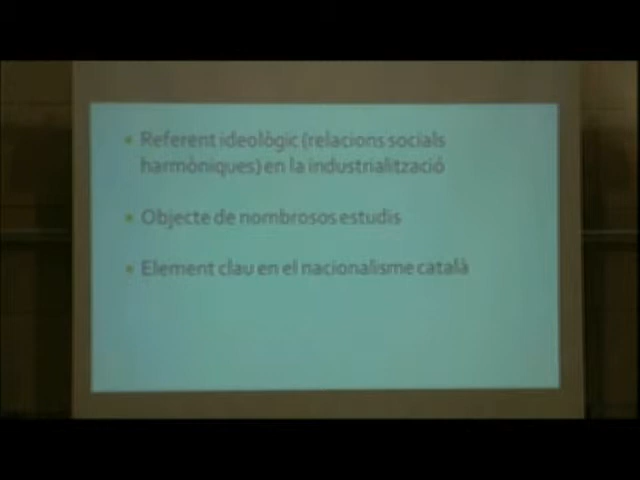 • Referent ideològic (relacions socials
harmòniques) en la industrialització
• Objecte de nombrosos estudis
• Element clau en el nacionalisme català